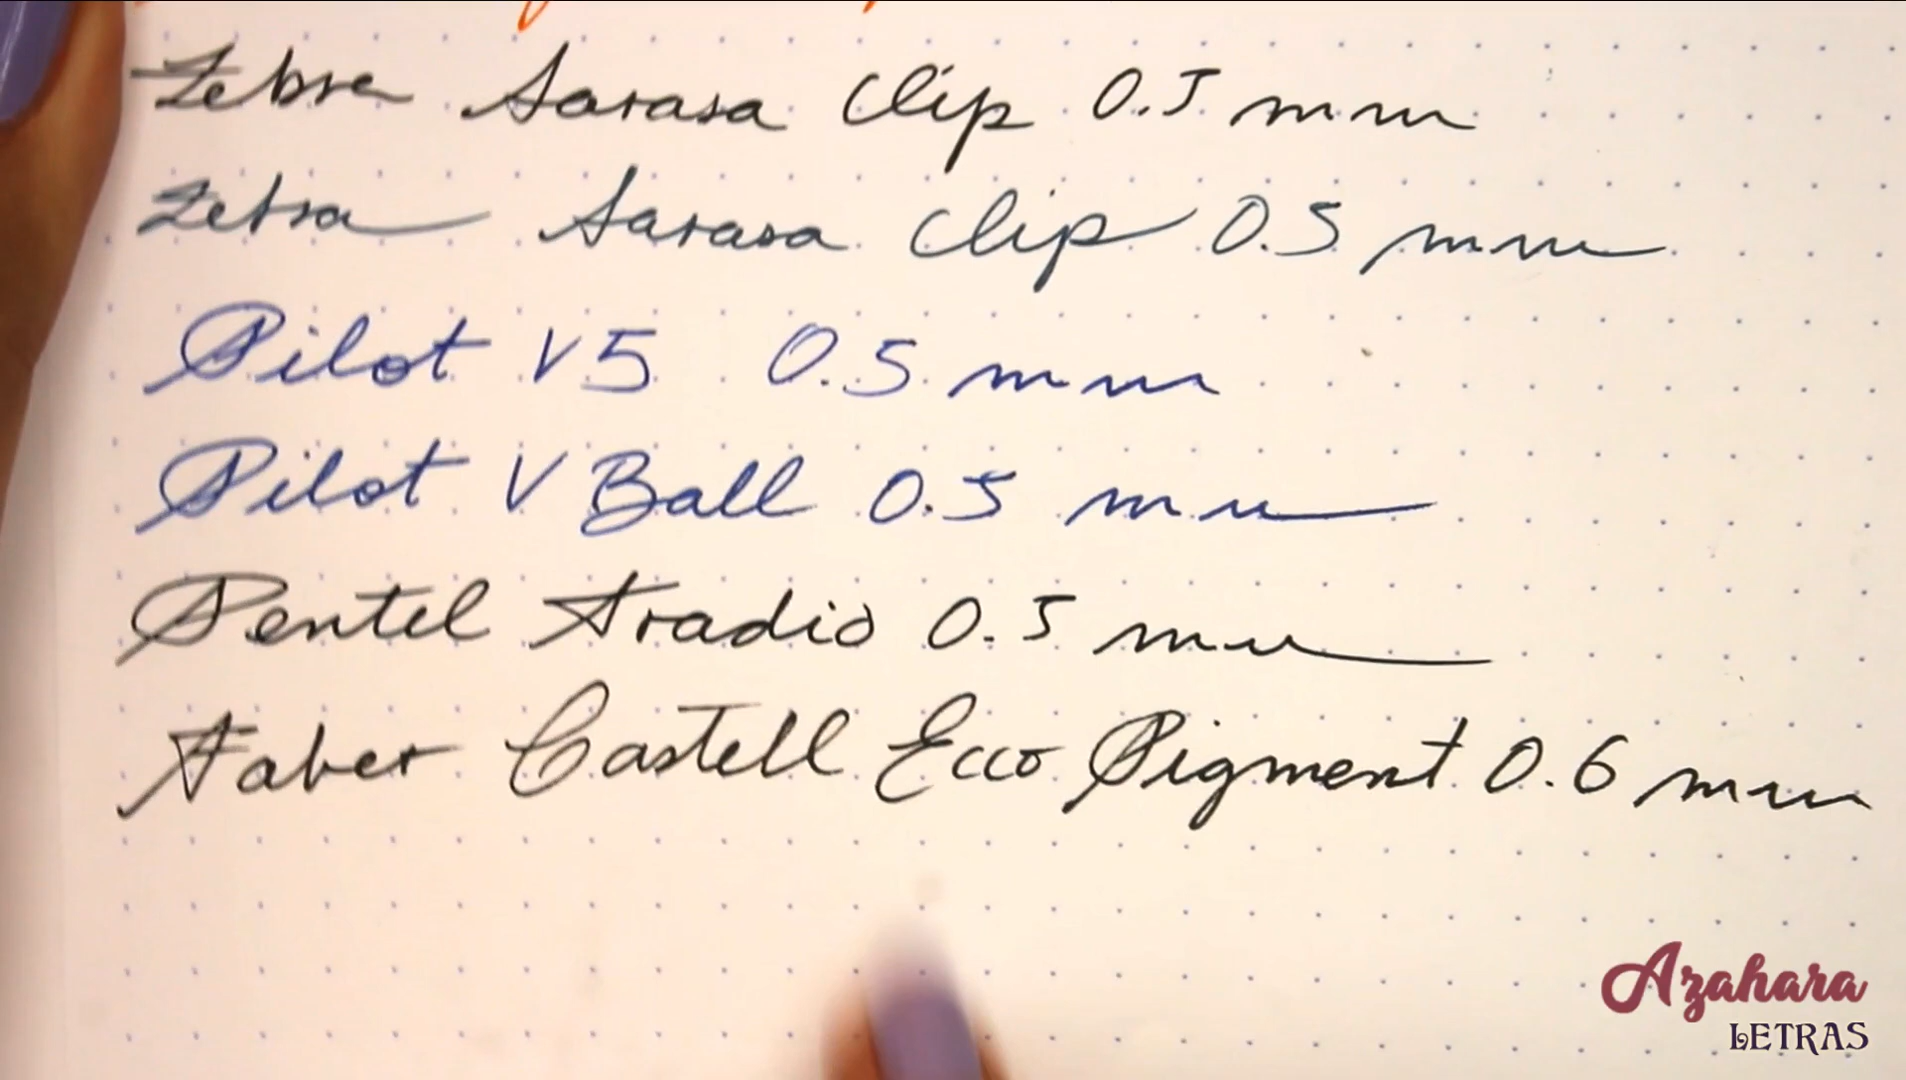 Zebra Sarasa Clip 0.5 mm
Zebra Sarasa Clip 0.5 mm
Pilot V5 0.5 mm
Pilot V Ball 0.5 mm
Pentel Tradio 0.5 mm
Faber Castell Ecco Pigment 0.6 mm
Azahara
LETRAS